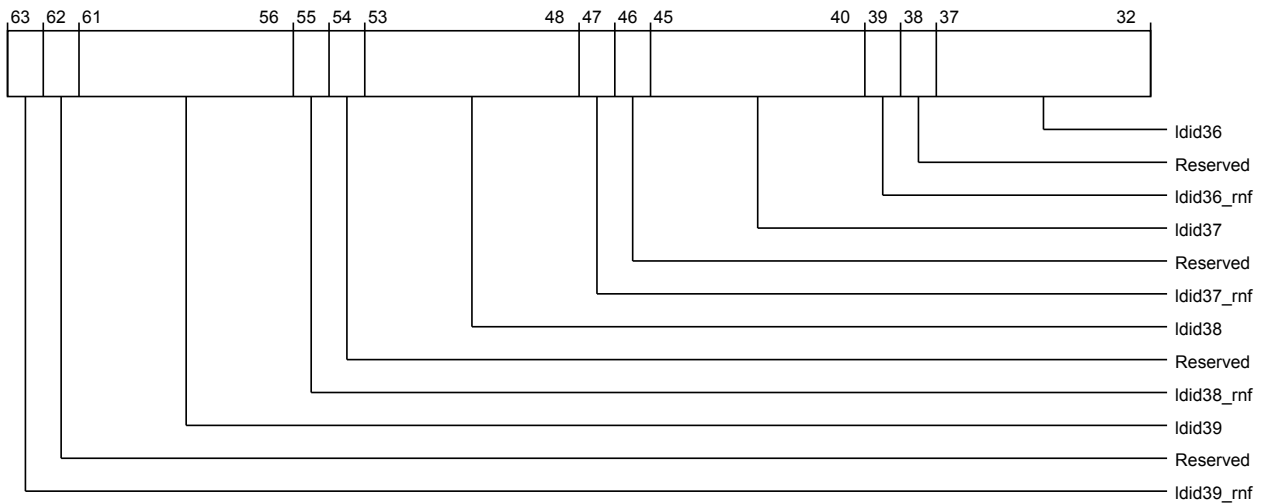 63 62 61 56 55 54 53 48 47 46 45 40 39 38 37 32
ldid36
Reserved
ldid36_rnf
ldid37
Reserved
ldid37_rnf
ldid38
Reserved
ldid38_rnf
ldid39
Reserved
ldid39_rnf